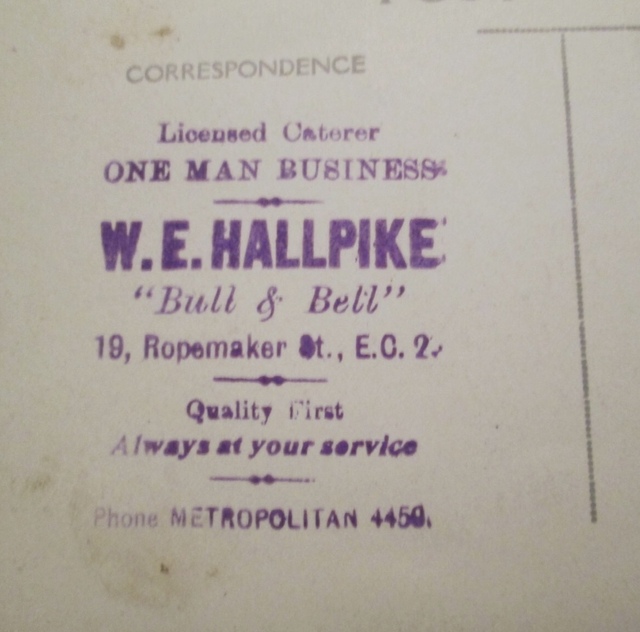 CORRESPONDENCE
Licensed Caterer
ONE MAN BUSINESS
W. E. HALLPIKE
"Bull & Bell"
19, Ropemaker St., E.C. 2.
Quality First
Always at your service
Phone METROPOLITAN 4450.